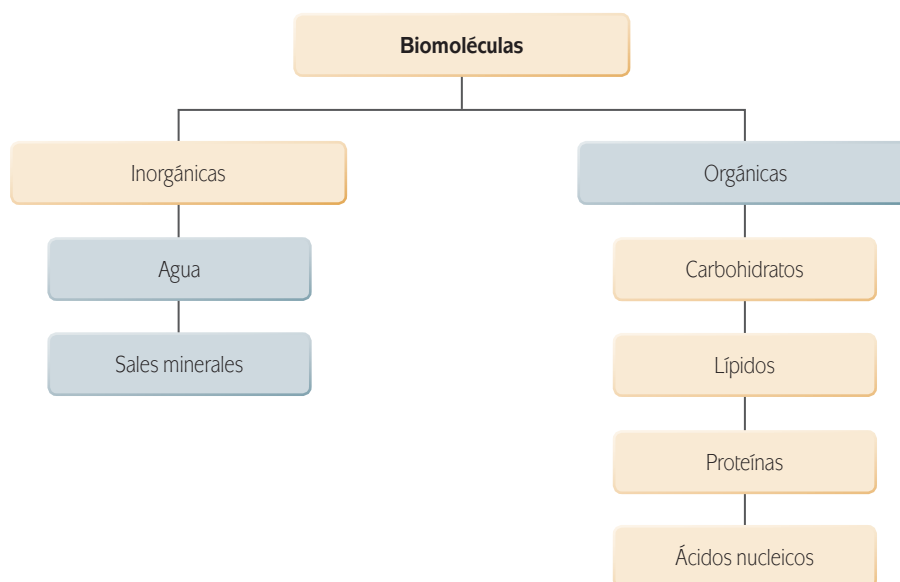 Biomoléculas
Inorgánicas
Orgánicas
Agua
Carbohidratos
Sales minerales
Lípidos
Proteínas
Ácidos nucleicos